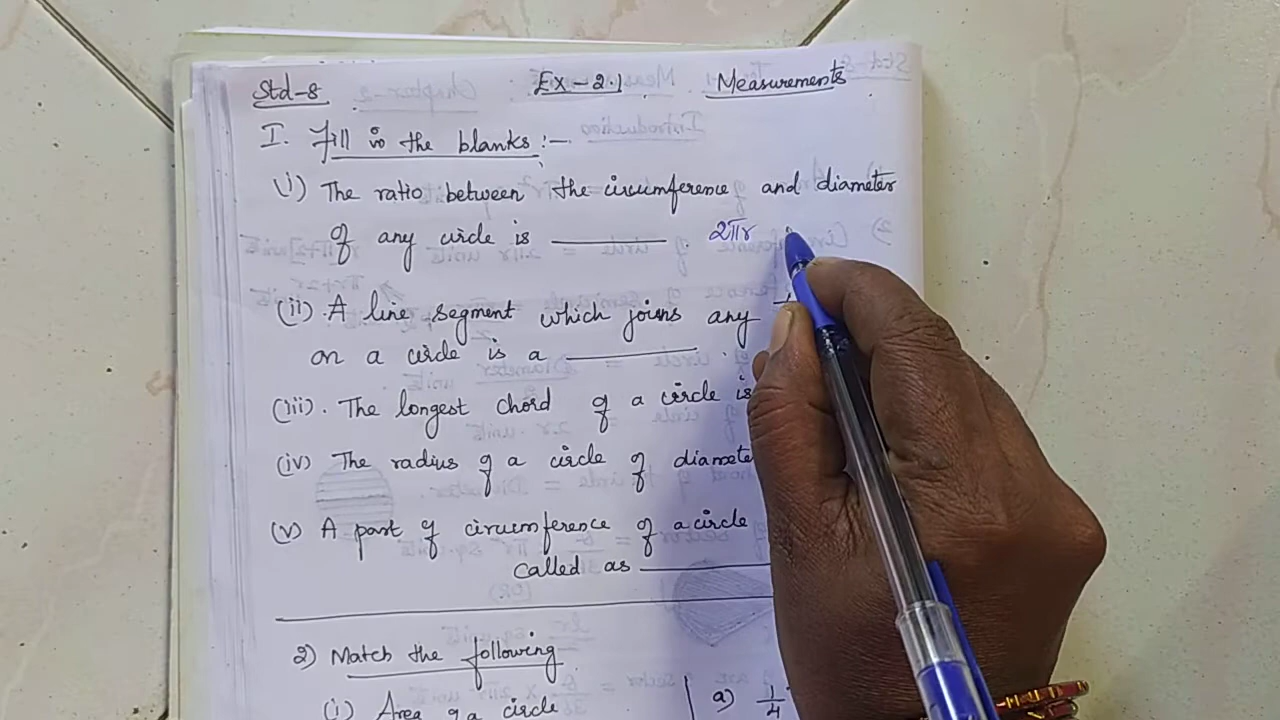 Std-8 Ex-2.1 Measurements
I. Fill in the blanks:-
(i) The ratio between the circumference and diameter
of any circle is ________. 2πr
(ii) A line segment which joins any
on a circle is a ________.
(iii). The longest chord of a circle is
(iv) The radius of a circle of diameter
(v) A part of circumference of a circle
called as ________
2) Match the following
(i) Area of a circle a) 1/4